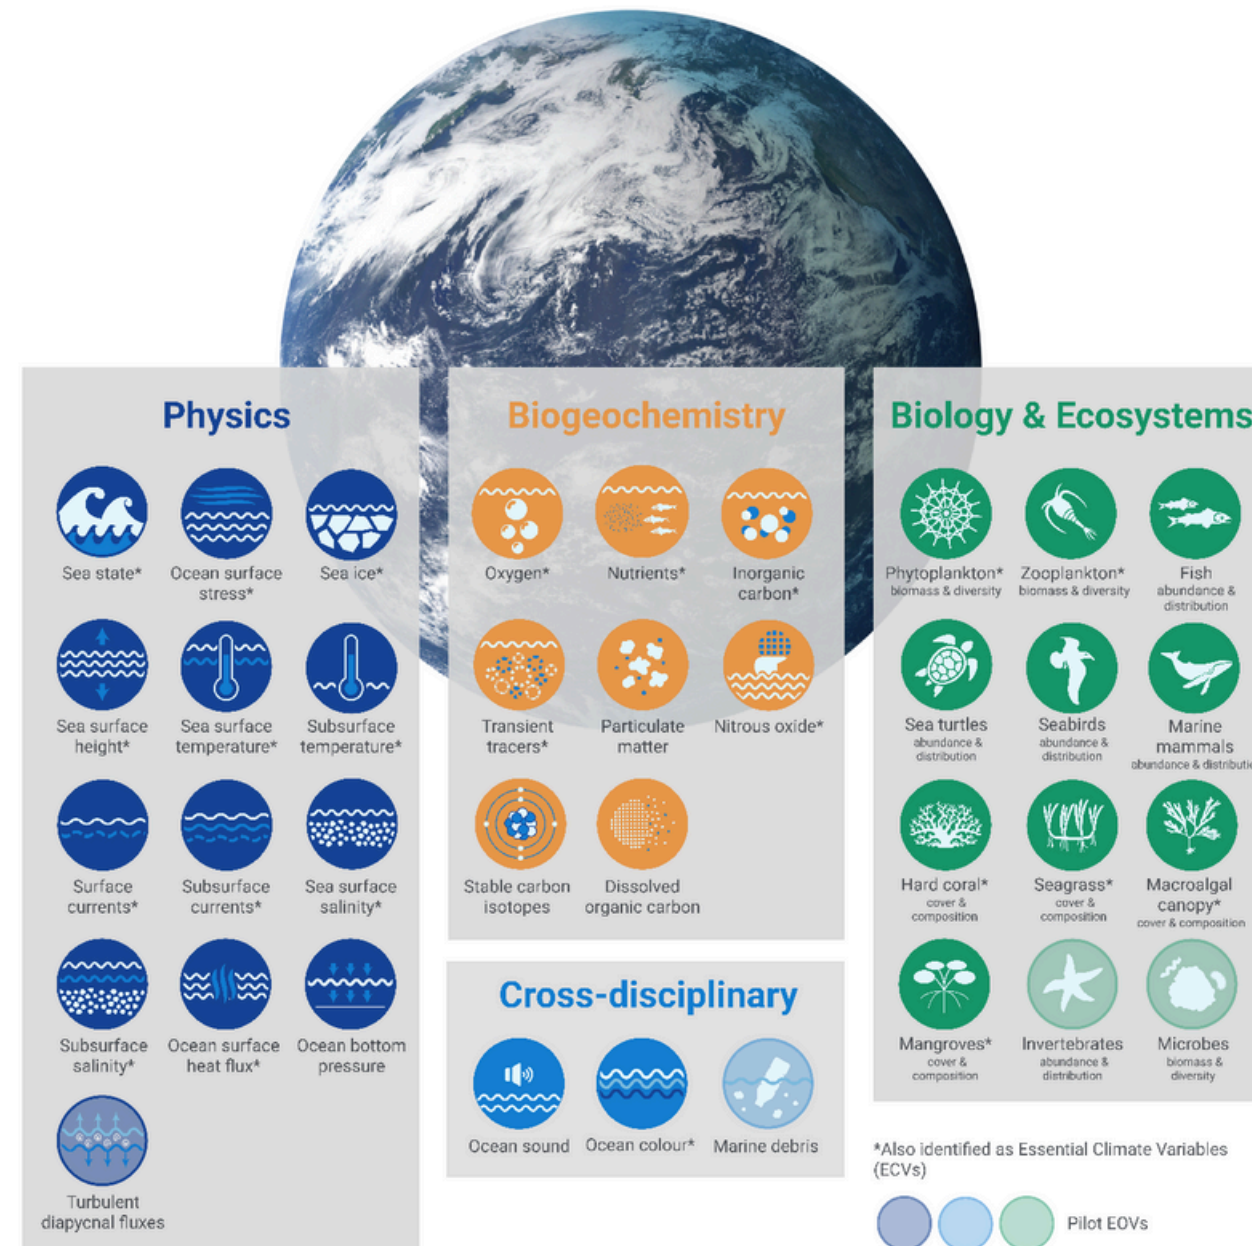 Physics
Sea state*
Ocean surface
stress*
Sea ice*
Sea surface
height*
Sea surface
temperature*
Subsurface
temperature*
Surface
currents*
Subsurface
currents*
Sea surface
salinity*
Subsurface
salinity*
Ocean surface
heat flux*
Ocean bottom
pressure
Turbulent
diapycnal fluxes
Biogeochemistry
Oxygen*
Nutrients*
Inorganic
carbon*
Transient
tracers*
Particulate
matter
Nitrous oxide*
Stable carbon
isotopes
Dissolved
organic carbon
Cross-disciplinary
Ocean sound
Ocean colour*
Marine debris
Biology & Ecosystems
Phytoplankton*
biomass & diversity
Zooplankton*
biomass & diversity
Fish
abundance &
distribution
Sea turtles
abundance &
distribution
Seabirds
abundance &
distribution
Marine
mammals
abundance & distributi
Hard coral*
cover &
composition
Seagrass*
cover &
composition
Macroalgal
canopy*
cover & composition
Mangroves*
cover &
composition
Invertebrates
abundance &
distribution
Microbes
biomass &
diversity
*Also identified as Essential Climate Variables
(ECVs)
Pilot EOVs